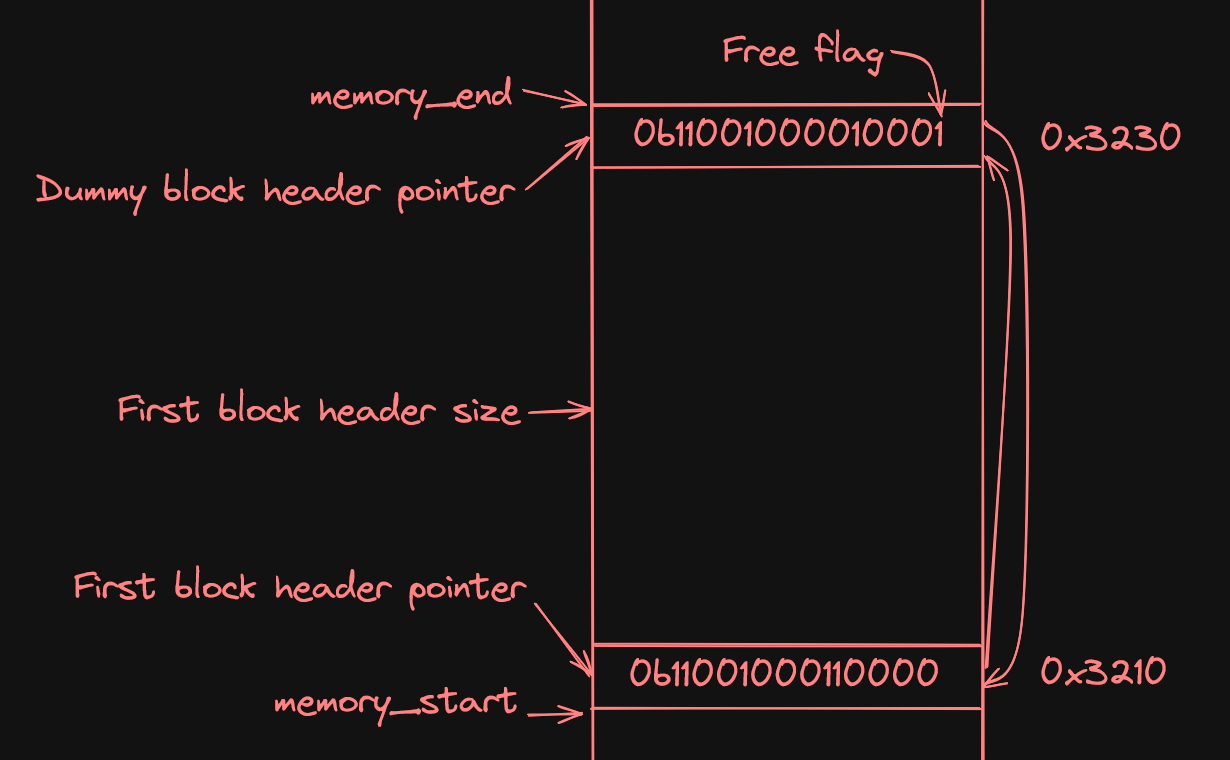 Free flag
memory_end
0b11001000010001
0x3230
Dummy block header pointer
First block header size
First block header pointer
0b11001000110000
0x3210
memory_start